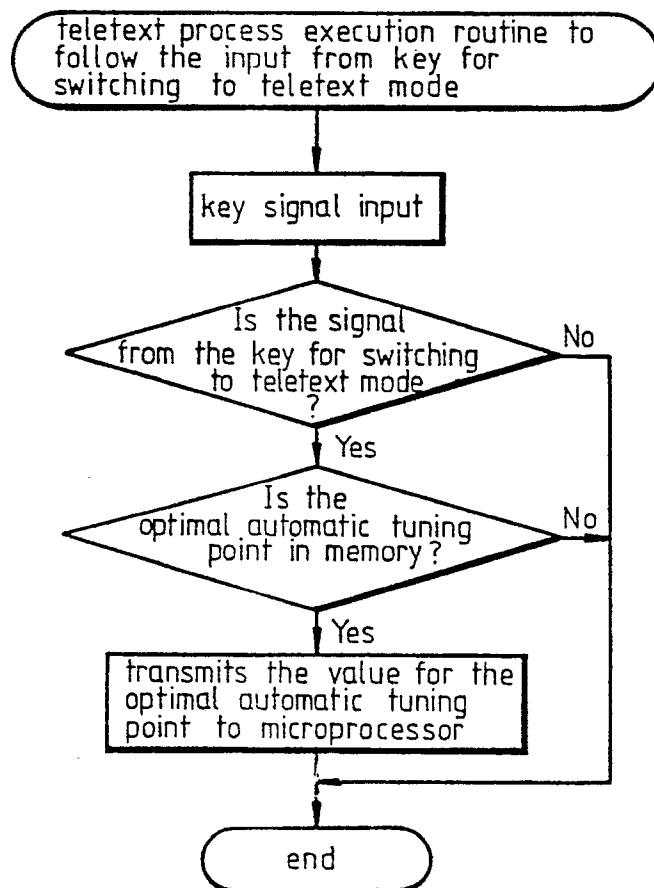 teletext process execution routine to
follow the input from key for
switching to teletext mode
key signal input
Is the signal
from the key for switching
to teletext mode
?
No
Yes
Is the
optimal automatic tuning
point in memory?
No
Yes
transmits the value for the
optimal automatic tuning
point to microprocessor
end